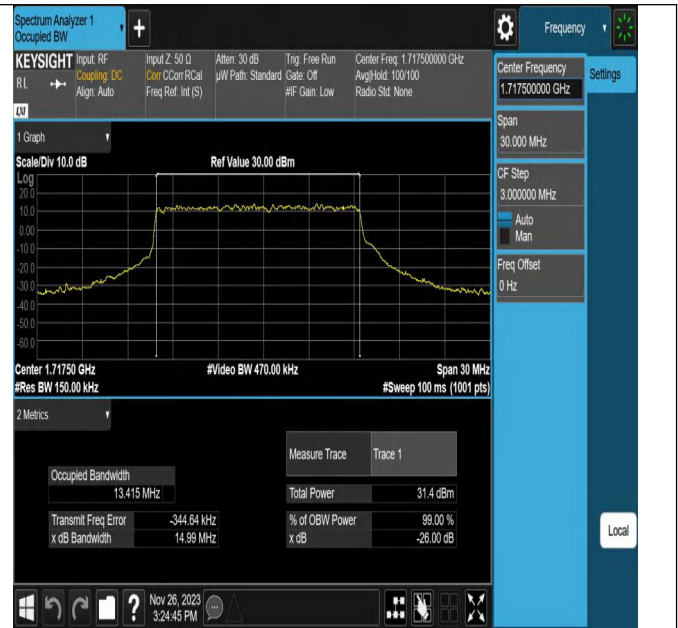 Spectrum Analyzer 1
Occupied BW
Frequency
KEYSIGHT
RL
LXI
Input: RF
Coupling: DC
Align: Auto
Input Z: 50 Ω
Corr CCorr RCal
Freq Ref: Int (S)
Atten: 30 dB
µW Path: Standard
Trig: Free Run
Gate: Off
#IF Gain: Low
Center Freq: 1.717500000 GHz
Avg|Hold: 100/100
Radio Std: None
Center Frequency
1.717500000 GHz
Settings
Span
30.000 MHz
CF Step
3.000000 MHz
Auto
Man
Freq Offset
0 Hz
1 Graph
Scale/Div 10.0 dB
Ref Value 30.00 dBm
Log
20.0
10.0
0.00
-10.0
-20.0
-30.0
-40.0
-50.0
-60.0
Center 1.71750 GHz
#Video BW 470.00 kHz
Span 30 MHz
#Res BW 150.00 kHz
#Sweep 100 ms (1001 pts)
2 Metrics
Measure Trace Trace 1
Occupied Bandwidth
13.415 MHz
Total Power 31.4 dBm
Transmit Freq Error -344.64 kHz
% of OBW Power 99.00 %
x dB Bandwidth 14.99 MHz
x dB -26.00 dB
Local
?
Nov 26, 2023
3:24:45 PM